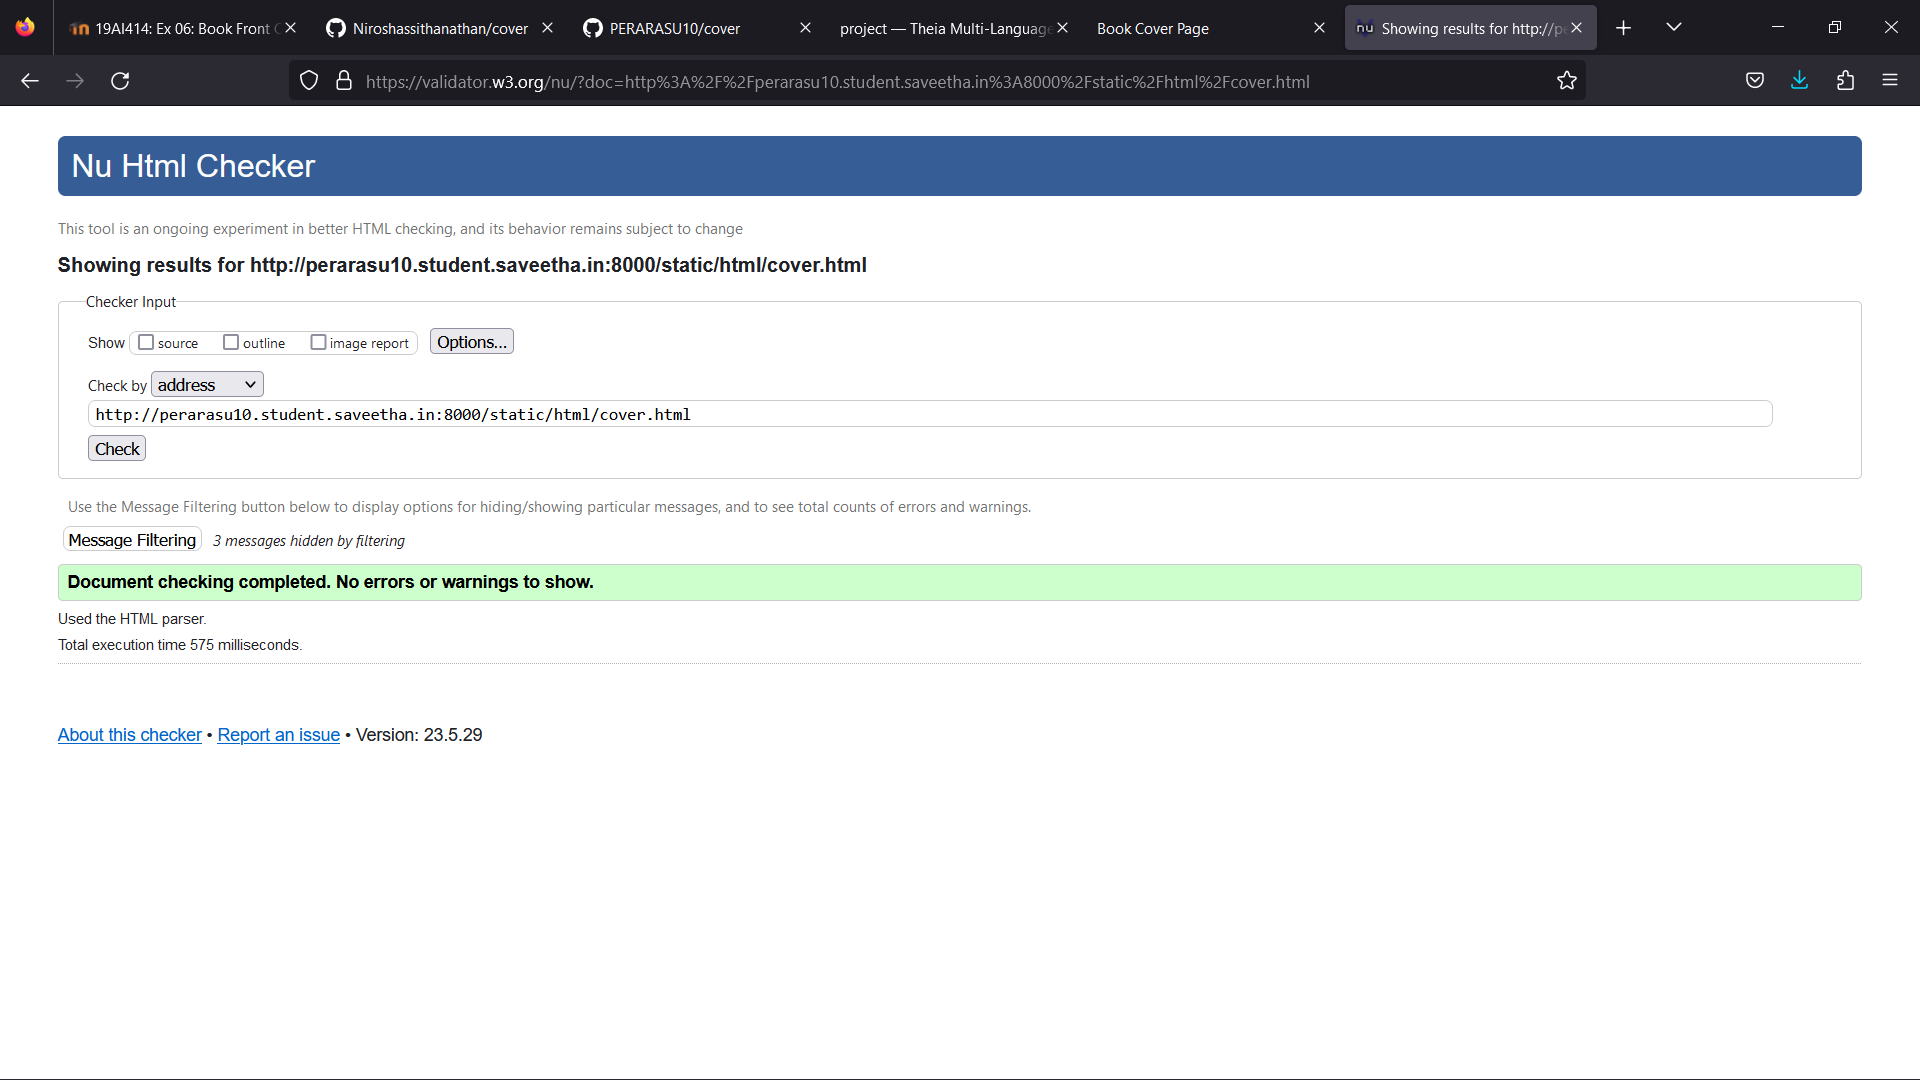 19AI414: Ex 06: Book Front C
Niroshassithanathan/cover
PERARASU10/cover
project — Theia Multi-Language
Book Cover Page
nu Showing results for http://pe
https://validator.w3.org/nu/?doc=http%3A%2F%2Fperarasu10.student.saveetha.in%3A8000%2Fstatic%2Fhtml%2Fcover.html
Nu Html Checker
This tool is an ongoing experiment in better HTML checking, and its behavior remains subject to change
Showing results for http://perarasu10.student.saveetha.in:8000/static/html/cover.html
Checker Input
Show source outline image report Options...
Check by address
http://perarasu10.student.saveetha.in:8000/static/html/cover.html
Check
Use the Message Filtering button below to display options for hiding/showing particular messages, and to see total counts of errors and warnings.
Message Filtering 3 messages hidden by filtering
Document checking completed. No errors or warnings to show.
Used the HTML parser.
Total execution time 575 milliseconds.
About this checker • Report an issue • Version: 23.5.29